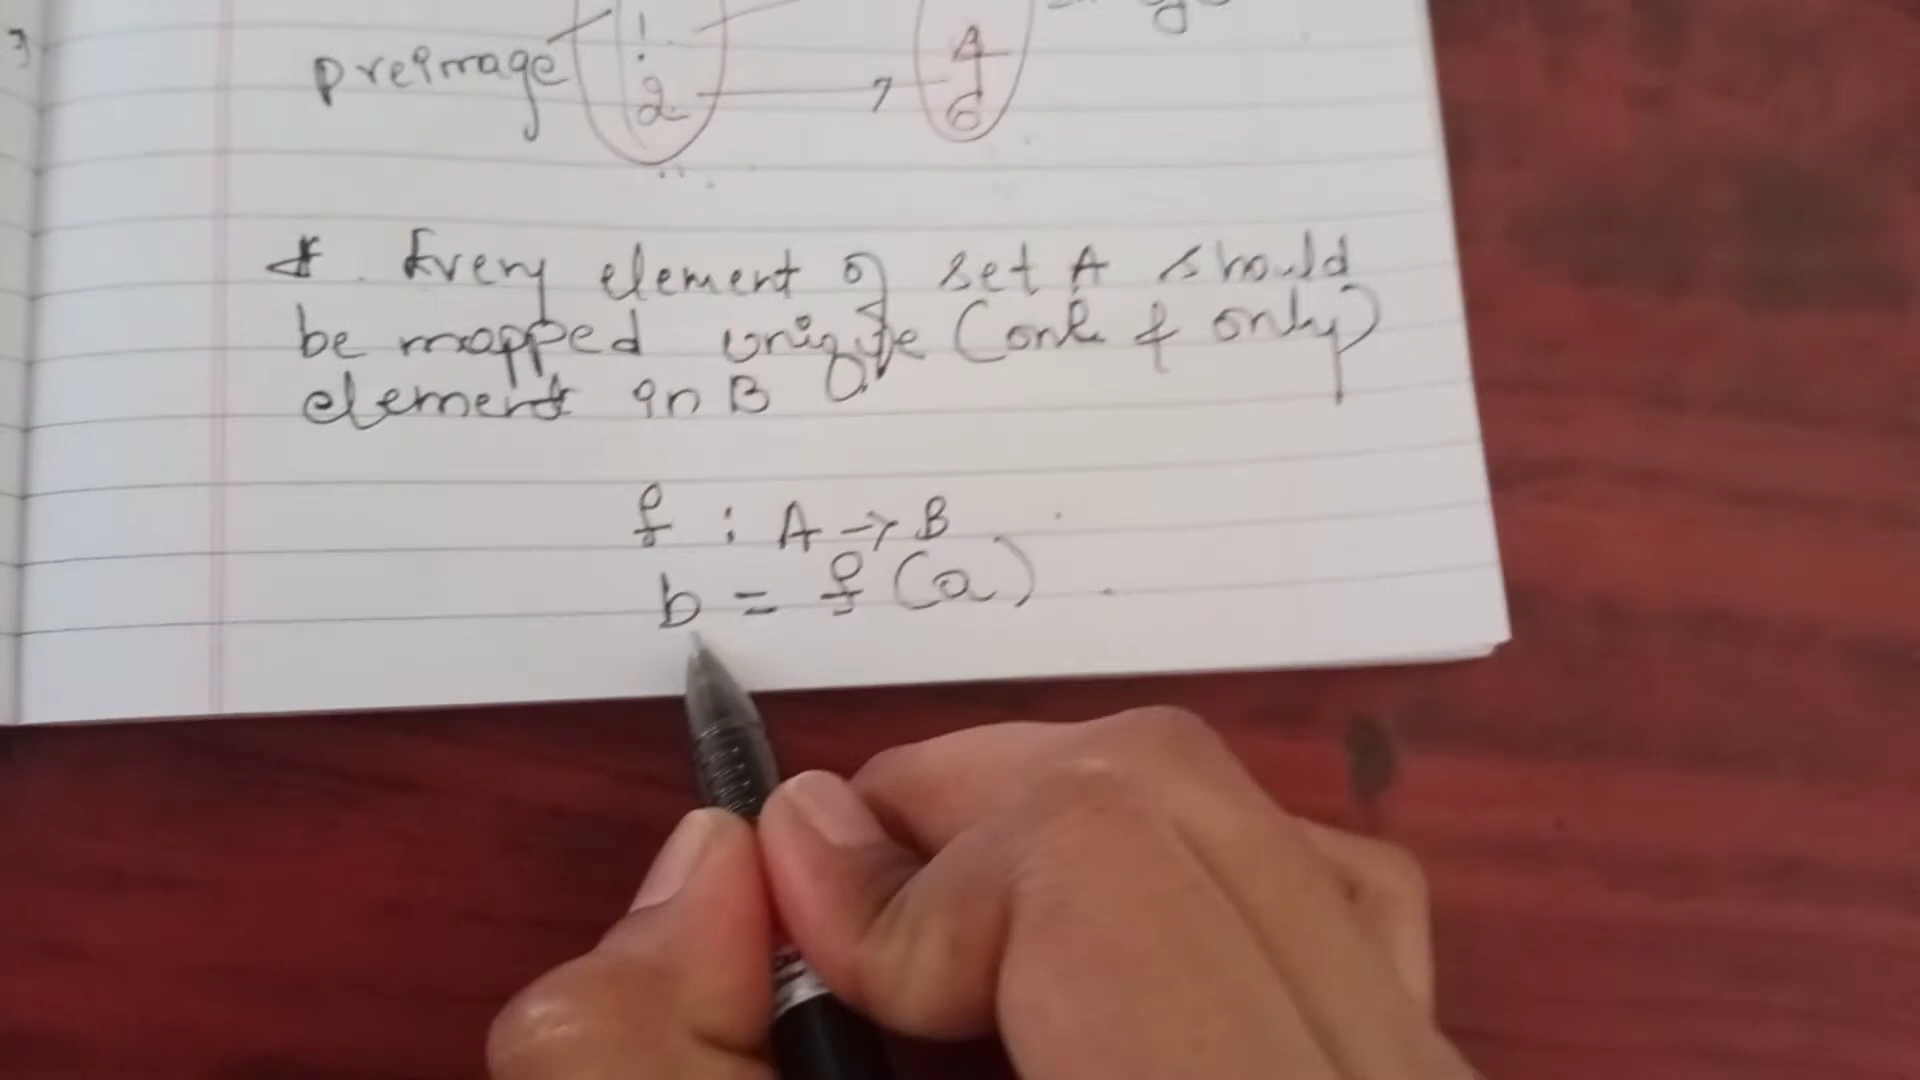 preimage
1
2
4
6
* Every element of set A should
be mapped unique (one & only)
element in B
f : A → B
b = f(a)